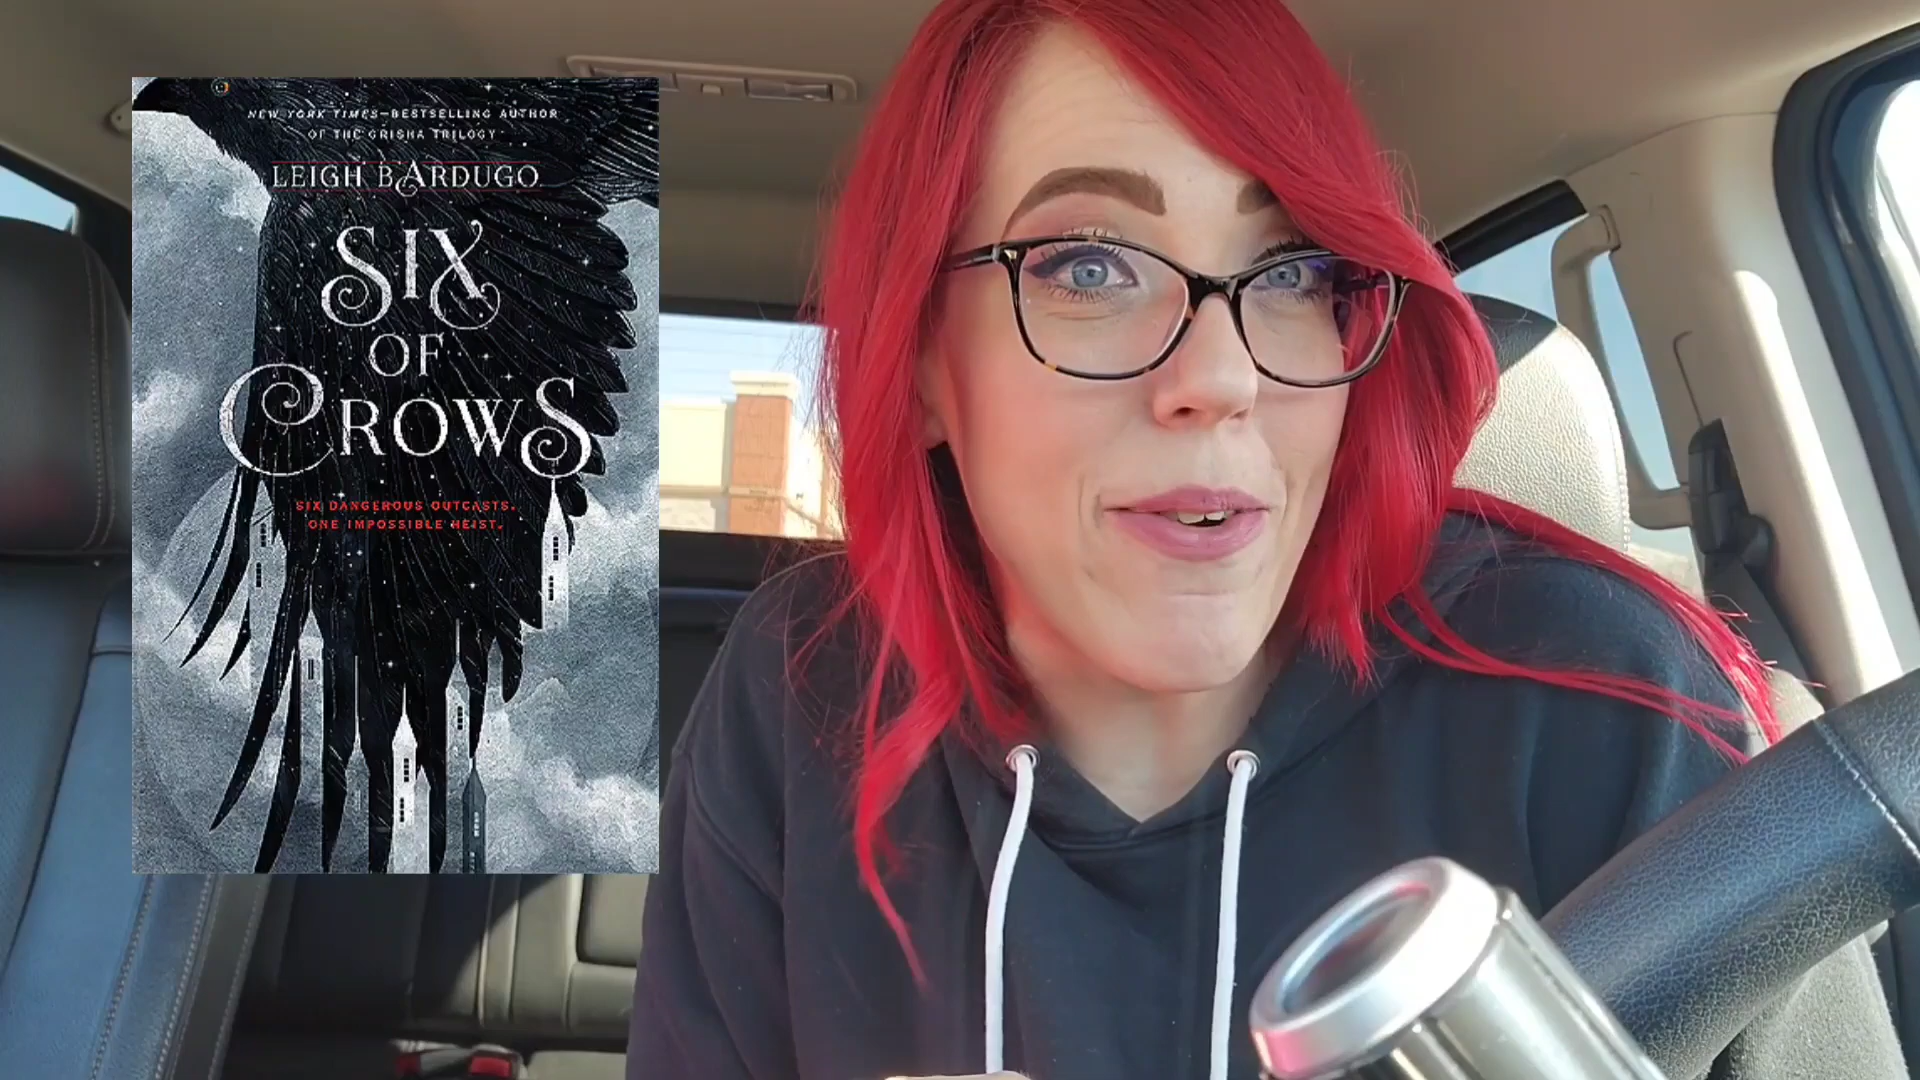 NEW YORK TIMES–BESTSELLING AUTHOR
OF THE GRISHA TRILOGY
LEIGH BARDUGO
SIX
OF
CROWS
SIX DANGEROUS OUTCASTS.
ONE IMPOSSIBLE HEIST.